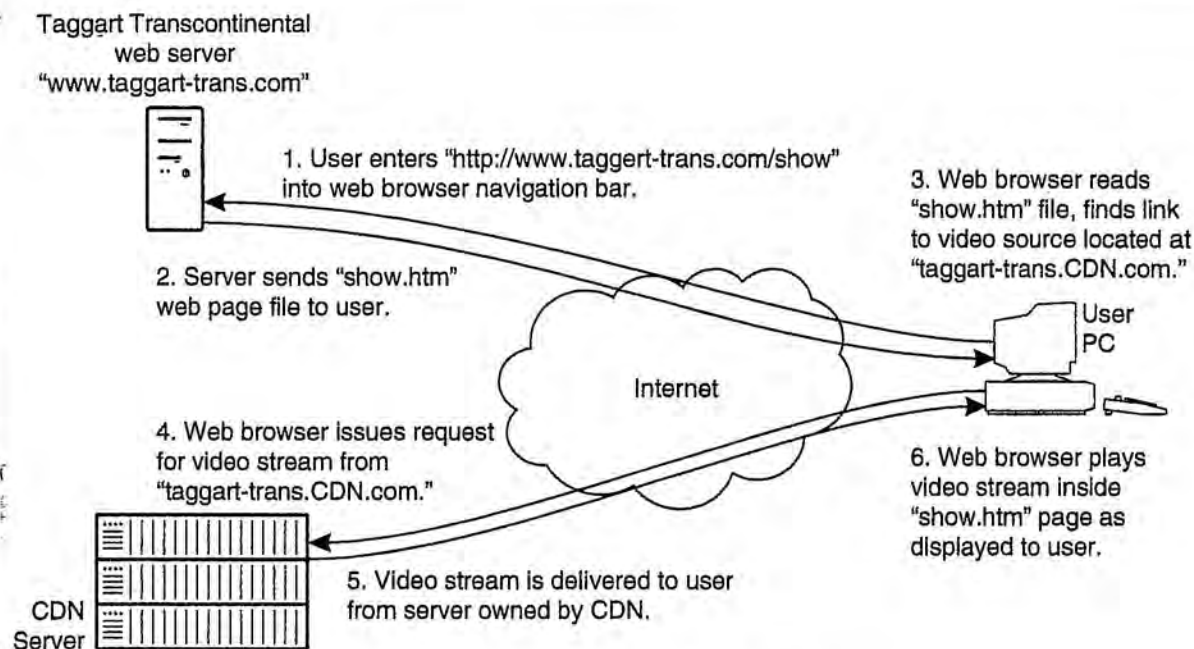 Taggart Transcontinental
web server
“www.taggart-trans.com”
1. User enters “http://www.taggert-trans.com/show”
into web browser navigation bar.
2. Server sends “show.htm”
web page file to user.
3. Web browser reads
“show.htm” file, finds link
to video source located at
“taggart-trans.CDN.com.”
User
PC
Internet
4. Web browser issues request
for video stream from
“taggart-trans.CDN.com.”
5. Video stream is delivered to user
from server owned by CDN.
6. Web browser plays
video stream inside
“show.htm” page as
displayed to user.
CDN
Server